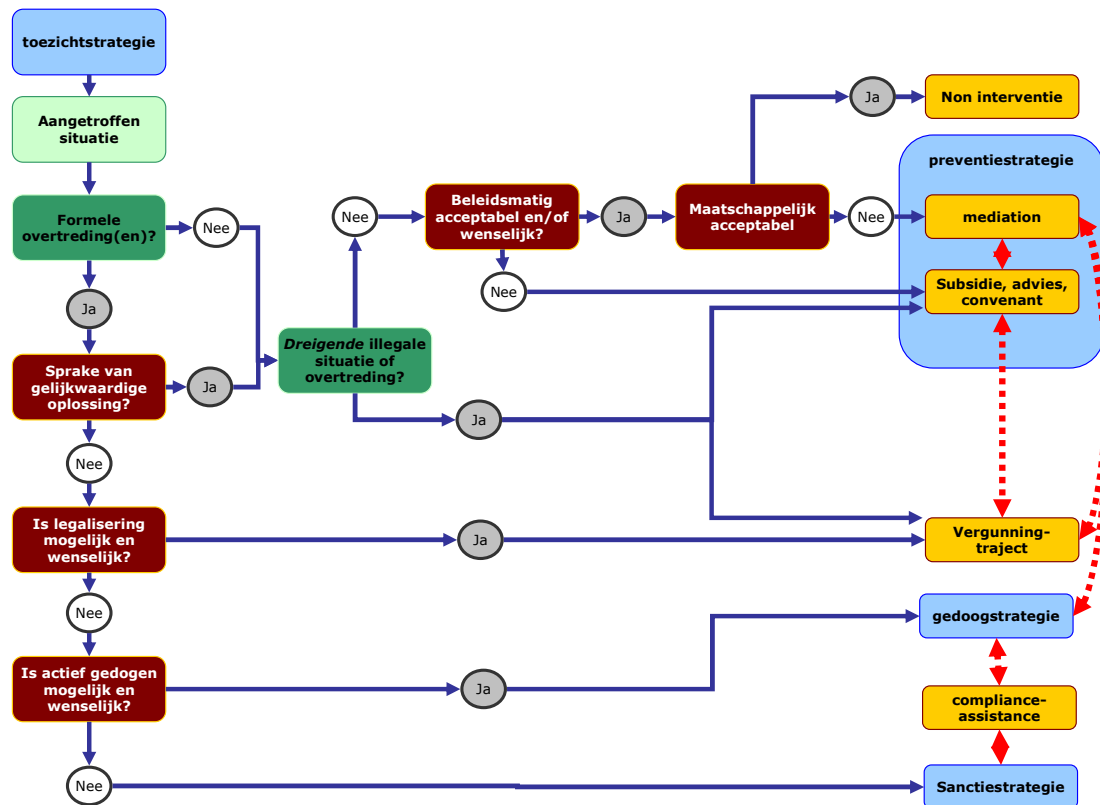 toezichtstrategie
Aangetroffen
situatie
Formele
overtreding(en)?
Nee
Ja
Sprake van
gelijkwaardige
oplossing?
Ja
Nee
Is legalisering
mogelijk en
wenselijk?
Ja
Nee
Is actief gedogen
mogelijk en
wenselijk?
Ja
Nee
Dreigende illegale
situatie of
overtreding?
Nee
Ja
Beleidsmatig
acceptabel en/of
wenselijk?
Ja
Nee
Maatschappelijk
acceptabel
Ja
Nee
Non interventie
preventiestrategie
mediation
Subsidie, advies,
convenant
Vergunning-
traject
gedoogstrategie
compliance-
assistance
Sanctiestrategie